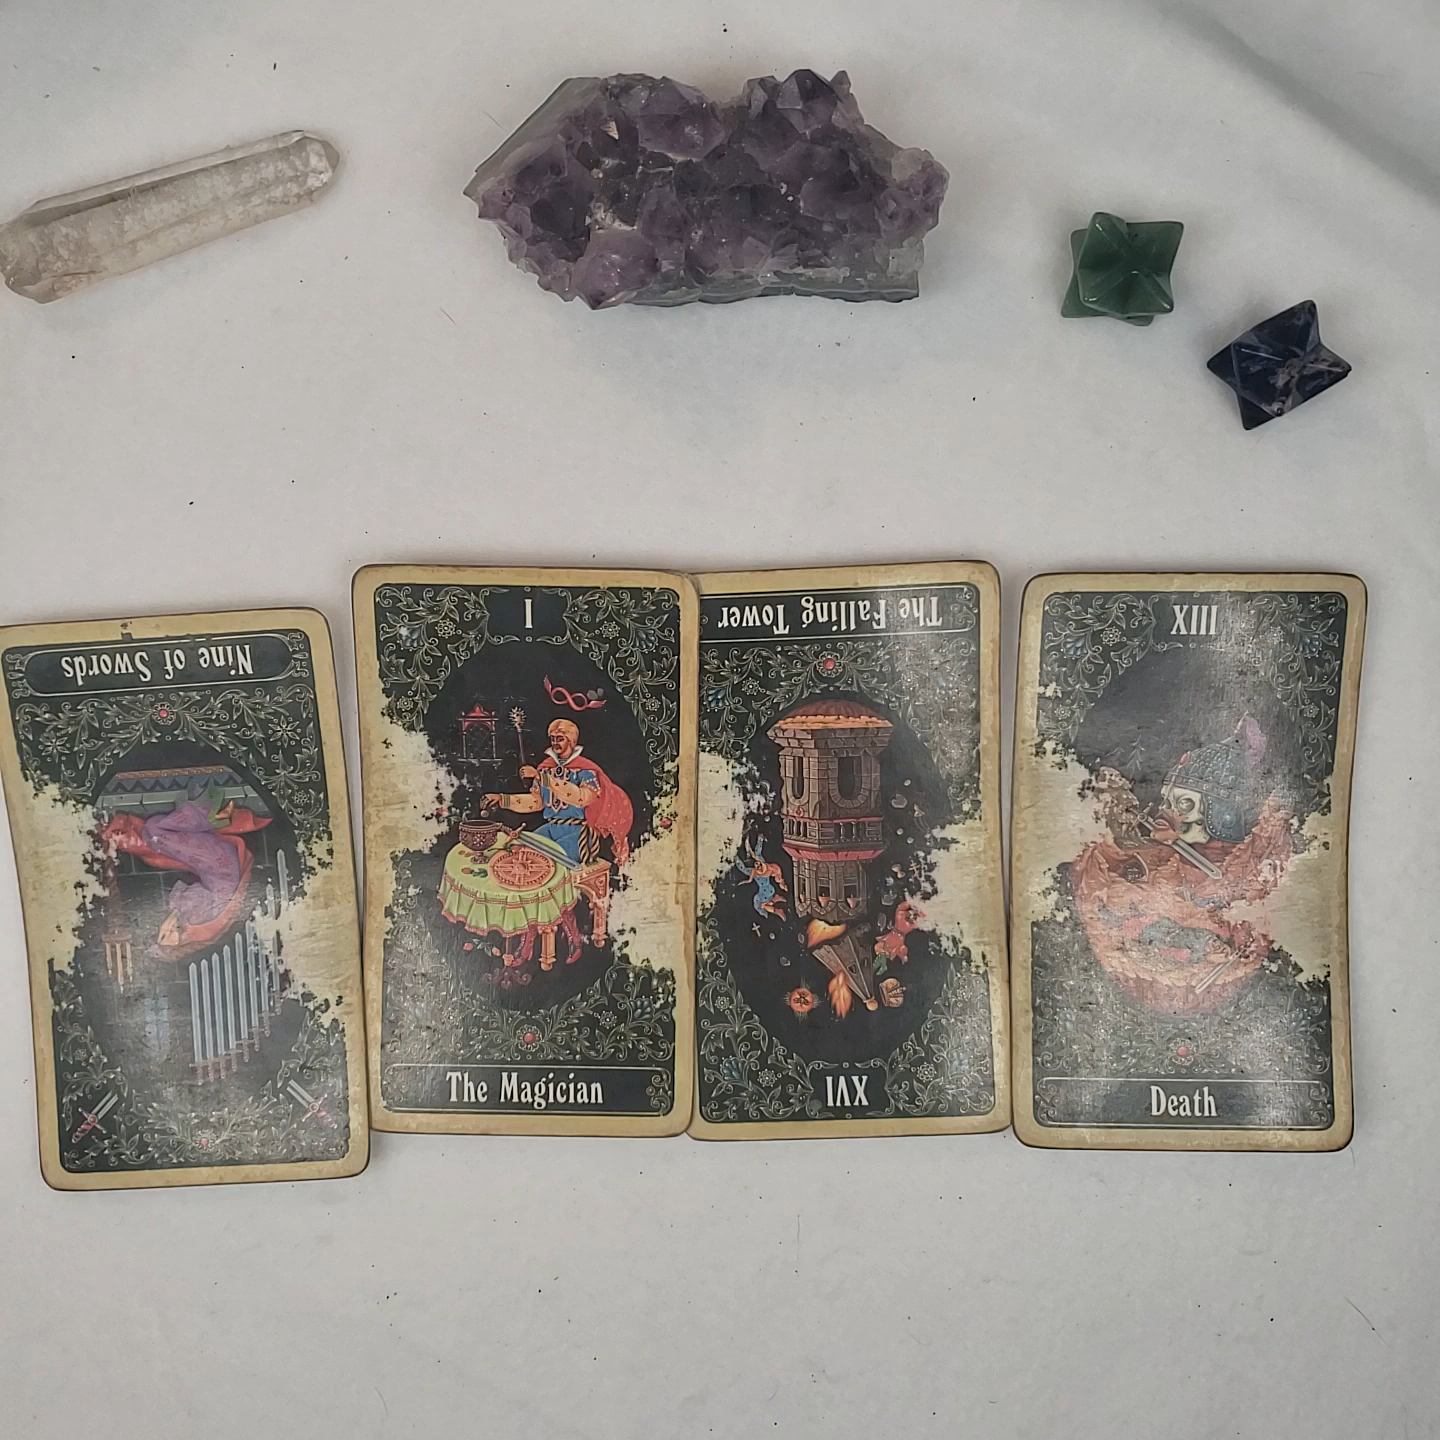 Nine of Swords
I
The Magician
The Falling Tower
XVI
XIII
Death